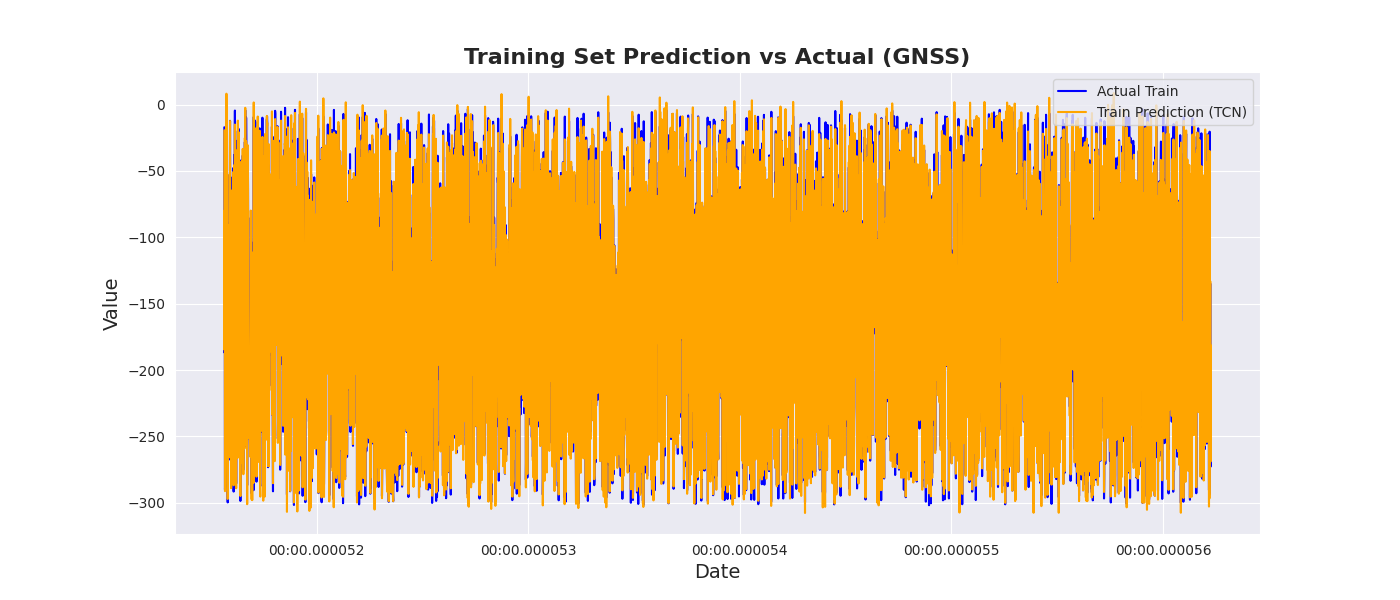 Training Set Prediction vs Actual (GNSS)
Actual Train
Train Prediction (TCN)
Value
0
−50
−100
−150
−200
−250
−300
00:00.000052
00:00.000053
00:00.000054
00:00.000055
00:00.000056
Date